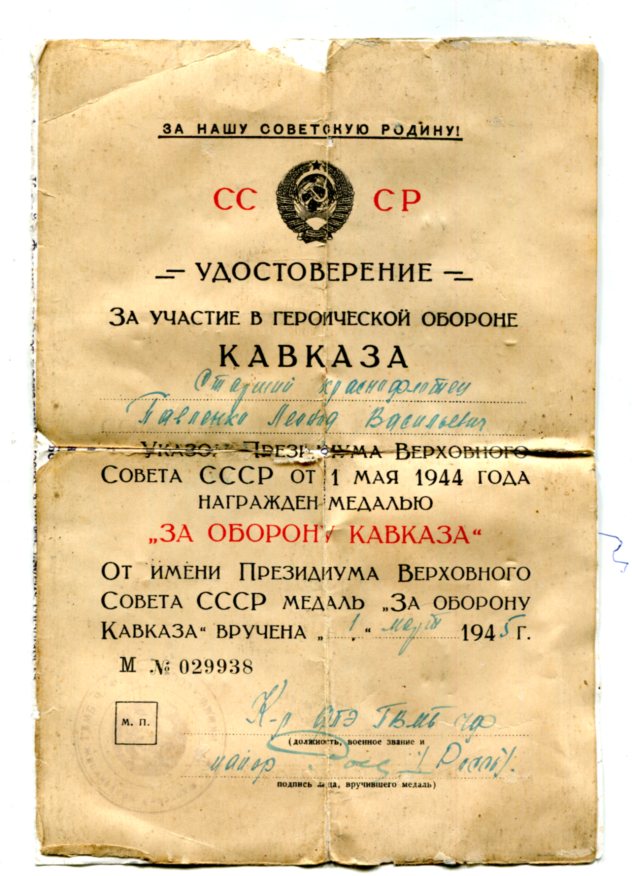 ЗА НАШУ СОВЕТСКУЮ РОДИНУ!
СС СР
УДОСТОВЕРЕНИЕ
ЗА УЧАСТИЕ В ГЕРОИЧЕСКОЙ ОБОРОНЕ
КАВКАЗА
Старший краснофлотец
Павленко Леонид Васильевич
УКАЗОМ ПРЕЗИДИУМА ВЕРХОВНОГО
СОВЕТА СССР ОТ 1 МАЯ 1944 ГОДА
НАГРАЖДЕН МЕДАЛЬЮ
„ЗА ОБОРОНУ КАВКАЗА“
ОТ ИМЕНИ ПРЕЗИДИУМА ВЕРХОВНОГО
СОВЕТА СССР МЕДАЛЬ „ЗА ОБОРОНУ
КАВКАЗА“ ВРУЧЕНА „1“ марта 1945 г.
М № 029938
М. П.
К-р ЧФ
(должность, военное звание и
майор
подпись лица, вручившего медаль)